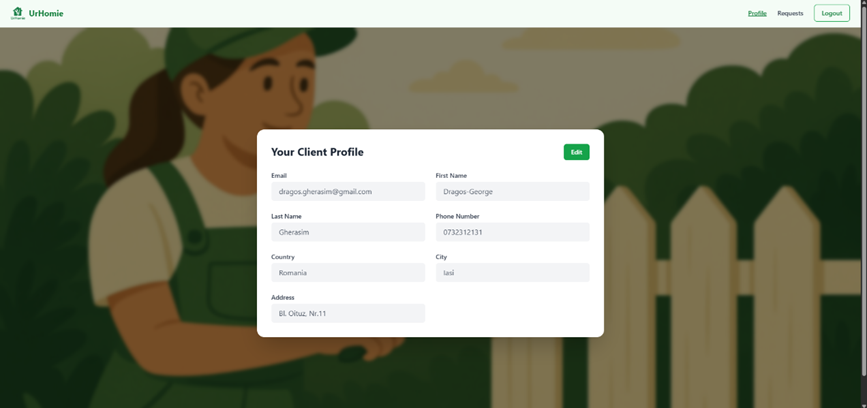 UrHomie
UrHomie
Profile Requests Logout
Your Client Profile
Edit
Email
dragos.gherasim@gmail.com
First Name
Dragos-George
Last Name
Gherasim
Phone Number
0732312131
Country
Romania
City
Iasi
Address
Bl. Oituz, Nr.11